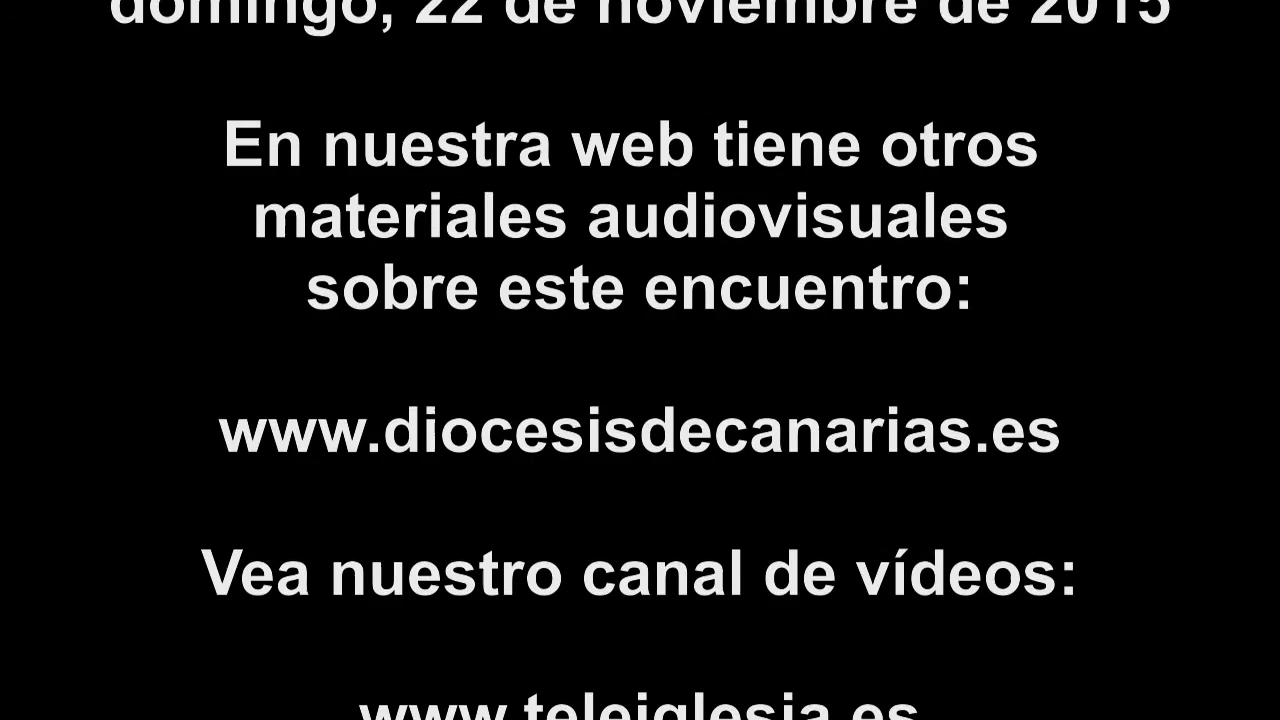 domingo, 22 de noviembre de 2015
En nuestra web tiene otros
materiales audiovisuales
sobre este encuentro:
www.diocesisdecanarias.es
Vea nuestro canal de vídeos:
www.teleiglesia.es